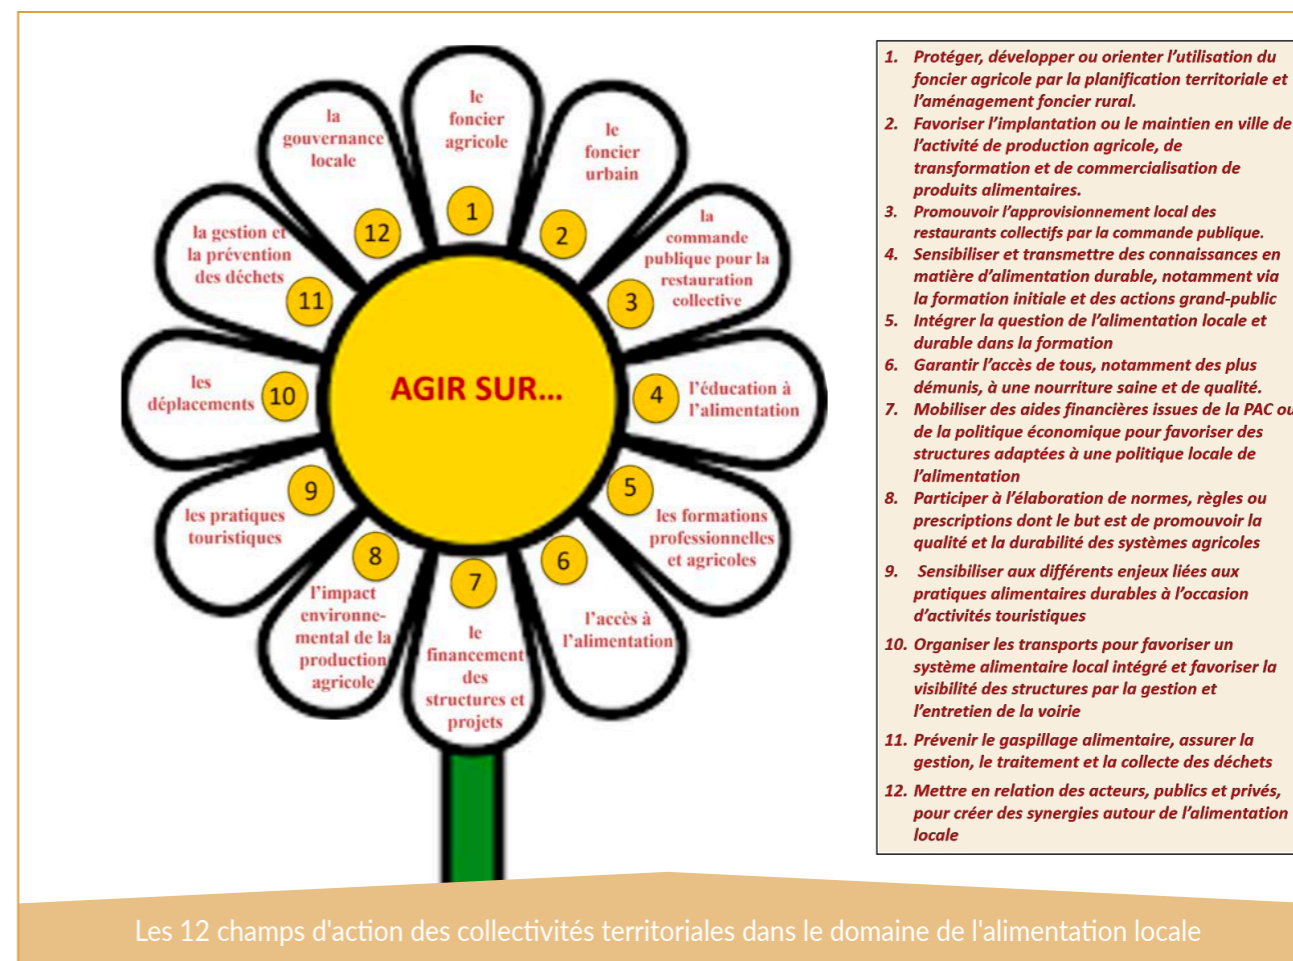 le
foncier
agricole
1
le
foncier
urbain
2
la
commande
publique pour la
restauration
collective
3
l'éducation à
l'alimentation
4
les formations
professionnelles
et agricoles
5
l'accès à
l'alimentation
6
le
financement
des
structures et
projets
7
l'impact
environne-
mental de la
production
agricole
8
les pratiques
touristiques
9
les
déplacements
10
la gestion et
la prévention
des déchets
11
la
gouvernance
locale
12
AGIR SUR...
1. Protéger, développer ou orienter l'utilisation du
foncier agricole par la planification territoriale et
l'aménagement foncier rural.
2. Favoriser l'implantation ou le maintien en ville de
l'activité de production agricole, de
transformation et de commercialisation de
produits alimentaires.
3. Promouvoir l'approvisionnement local des
restaurants collectifs par la commande publique.
4. Sensibiliser et transmettre des connaissances en
matière d'alimentation durable, notamment via
la formation initiale et des actions grand-public
5. Intégrer la question de l'alimentation locale et
durable dans la formation
6. Garantir l'accès de tous, notamment des plus
démunis, à une nourriture saine et de qualité.
7. Mobiliser des aides financières issues de la PAC ou
de la politique économique pour favoriser des
structures adaptées à une politique locale de
l'alimentation
8. Participer à l'élaboration de normes, règles ou
prescriptions dont le but est de promouvoir la
qualité et la durabilité des systèmes agricoles
9. Sensibiliser aux différents enjeux liées aux
pratiques alimentaires durables à l'occasion
d'activités touristiques
10. Organiser les transports pour favoriser un
système alimentaire local intégré et favoriser la
visibilité des structures par la gestion et
l'entretien de la voirie
11. Prévenir le gaspillage alimentaire, assurer la
gestion, le traitement et la collecte des déchets
12. Mettre en relation des acteurs, publics et privés,
pour créer des synergies autour de l'alimentation
locale
Les 12 champs d'action des collectivités territoriales dans le domaine de l'alimentation locale